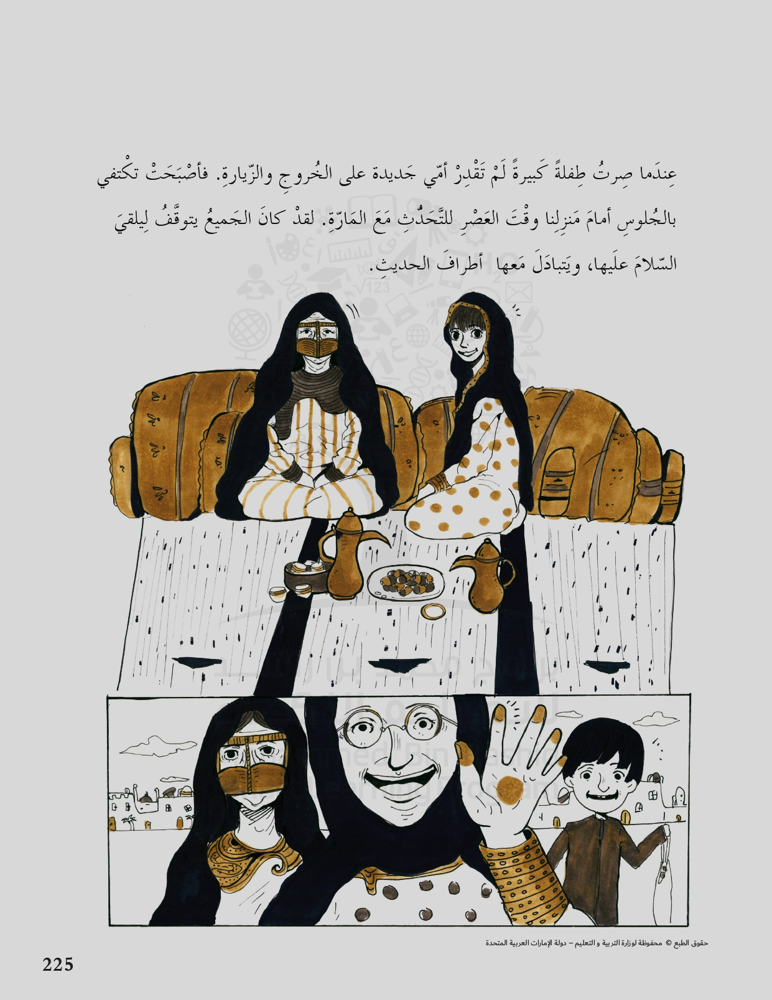 عِندَما صِرتُ طِفلةً كَبيرةً لَمْ تَقْدِرْ أمّي جَديدة على الخُروجِ والزّيارةِ. فأصْبَحَتْ تكْتفي
بالجُلوسِ أمامَ مَنزِلِنا وقْتَ العَصْرِ للتَّحَدُّثِ مَعَ المَارّةِ. لقدْ كانَ الجَميعُ يتوقَّفُ لِيلقيَ
السّلامَ علَيها، ويَتبادَلَ مَعها أطرافَ الحديثِ.
حقوق الطبع © محفوظة لوزارة التربية و التعليم – دولة الإمارات العربية المتحدة
225